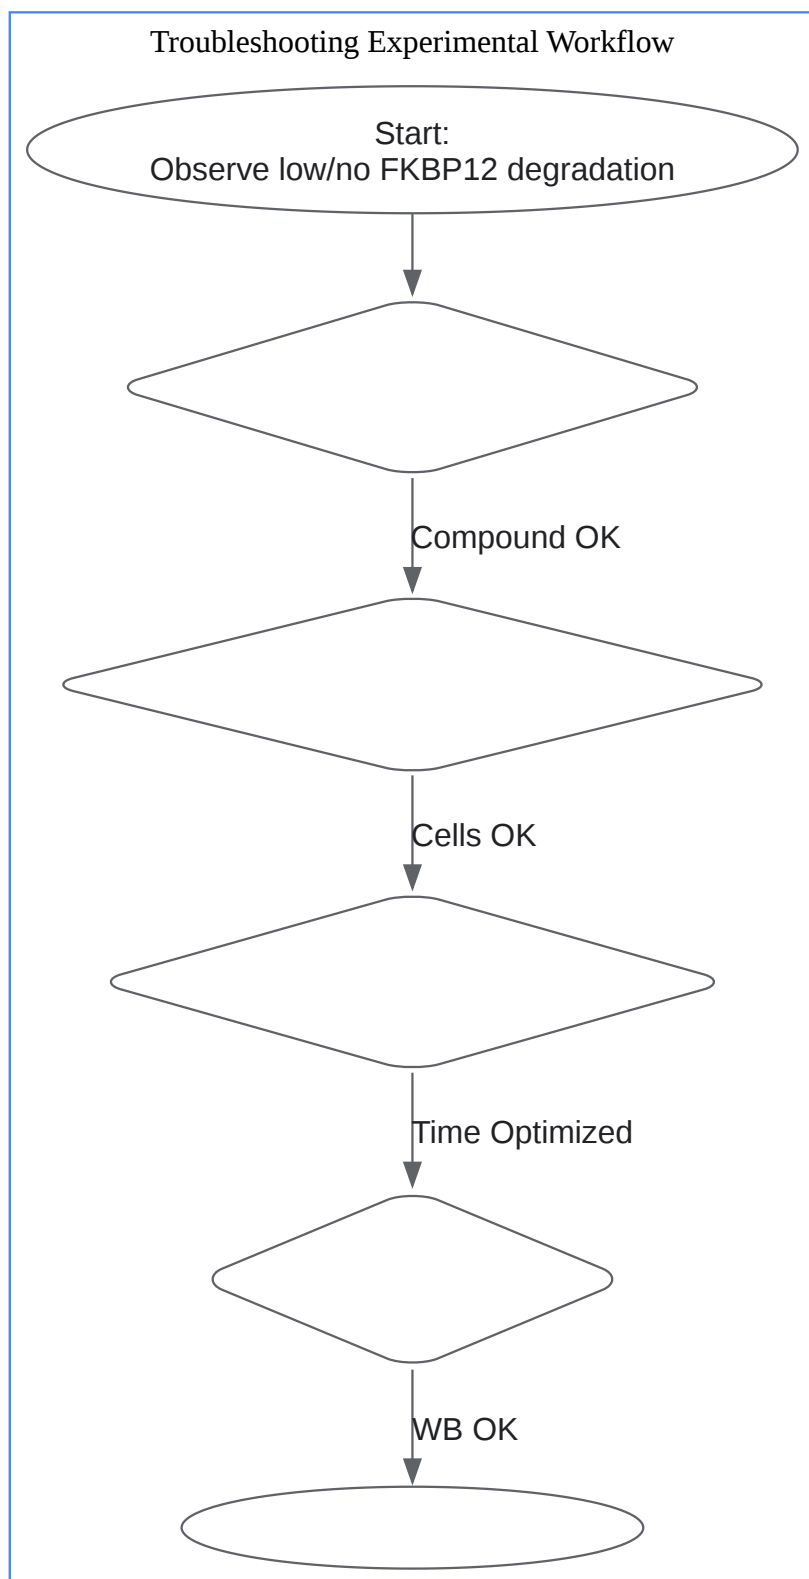 Troubleshooting Experimental Workflow
Start:
Observe low/no FKBP12 degradation
Compound OK
Cells OK
Time Optimized
WB OK